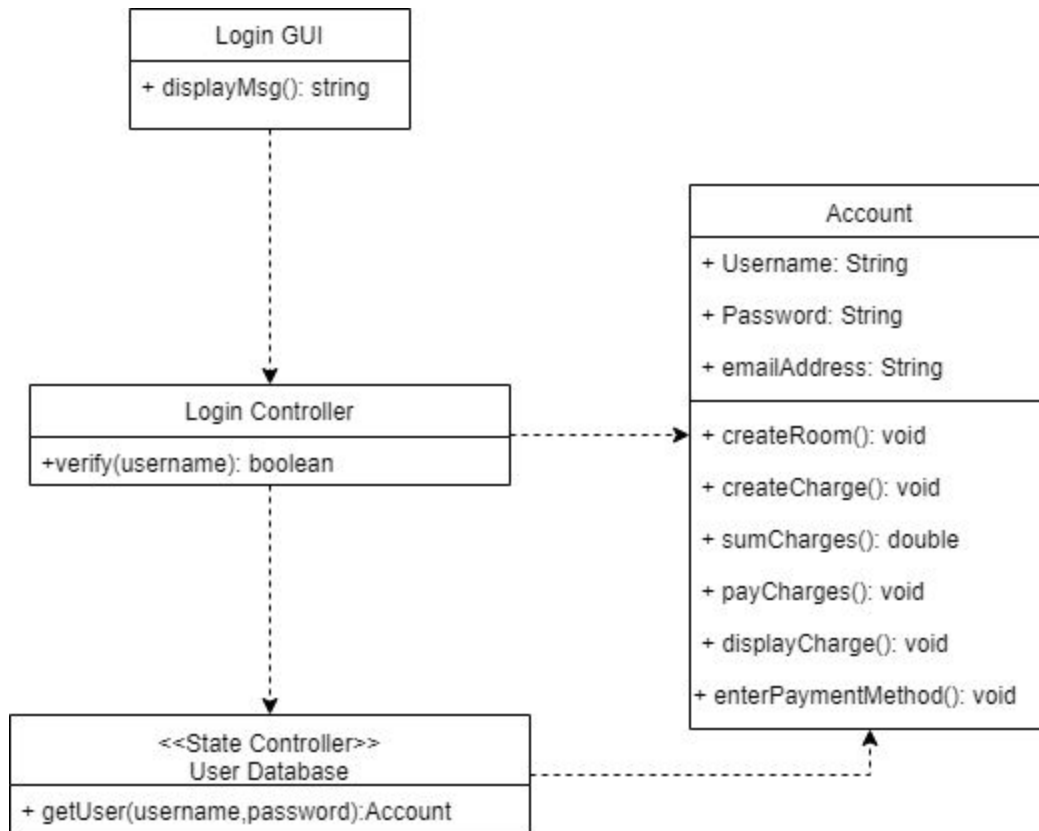 Login GUI
+ displayMsg(): string
Account
+ Username: String
+ Password: String
+ emailAddress: String
+ createRoom(): void
+ createCharge(): void
+ sumCharges(): double
+ payCharges(): void
+ displayCharge(): void
+ enterPaymentMethod(): void
Login Controller
+verify(username): boolean
<<State Controller>>
User Database
+ getUser(username,password):Account